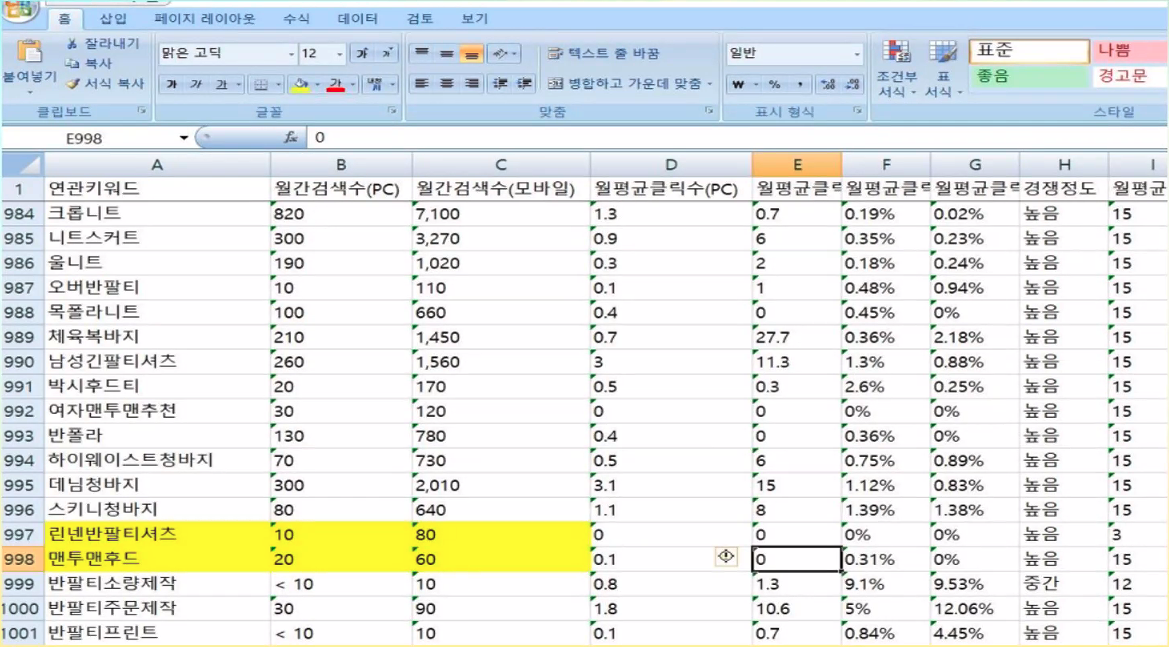 홈 삽입 페이지 레이아웃 수식 데이터 검토 보기
붙여넣기 잘라내기 복사 서식 복사 클립보드
맑은 고딕 12 가 가 가 글꼴
텍스트 줄 바꿈 병합하고 가운데 맞춤 맞춤
일반 % , 표시 형식
조건부 서식 표 서식 표준 나쁨 좋음 경고문 스타일
E998 fx 0
A B C D E F G H I
1 연관키워드 월간검색수(PC) 월간검색수(모바일) 월평균클릭수(PC) 월평균클릭 월평균클릭 월평균클릭 경쟁정도 월평균
984 크롭니트 820 7,100 1.3 0.7 0.19% 0.02% 높음 15
985 니트스커트 300 3,270 0.9 6 0.35% 0.23% 높음 15
986 울니트 190 1,020 0.3 2 0.18% 0.24% 높음 15
987 오버반팔티 10 110 0.1 1 0.48% 0.94% 높음 15
988 목폴라니트 100 660 0.4 0 0.45% 0% 높음 15
989 체육복바지 210 1,450 0.7 27.7 0.36% 2.18% 높음 15
990 남성긴팔티셔츠 260 1,560 3 11.3 1.3% 0.88% 높음 15
991 박시후드티 20 170 0.5 0.3 2.6% 0.25% 높음 15
992 여자맨투맨추천 30 120 0 0 0% 0% 높음 15
993 반폴라 130 780 0.4 0 0.36% 0% 높음 15
994 하이웨이스트청바지 70 730 0.5 6 0.75% 0.89% 높음 15
995 데님청바지 300 2,010 3.1 15 1.12% 0.83% 높음 15
996 스키니청바지 80 640 1.1 8 1.39% 1.38% 높음 15
997 린넨반팔티셔츠 10 80 0 0 0% 0% 높음 3
998 맨투맨후드 20 60 0.1 0 0.31% 0% 높음 15
999 반팔티소량제작 < 10 10 0.8 1.3 9.1% 9.53% 중간 12
1000 반팔티주문제작 30 90 1.8 10.6 5% 12.06% 높음 15
1001 반팔티프린트 < 10 10 0.1 0.7 0.84% 4.45% 높음 15